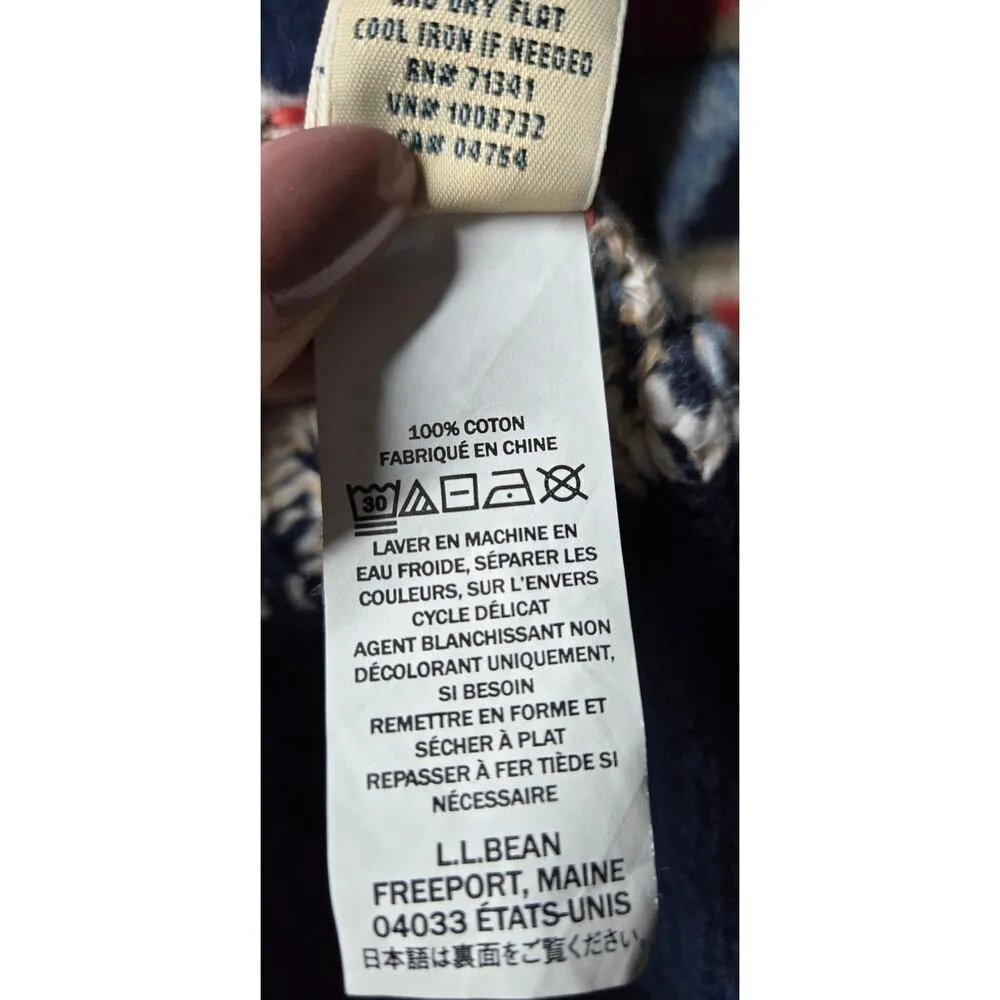 DRY FLAT
COOL IRON IF NEEDED
RN# 71341
VN# 1008732
CA# 04764
100% COTON
FABRIQUÉ EN CHINE
30
LAVER EN MACHINE EN
EAU FROIDE, SÉPARER LES
COULEURS, SUR L'ENVERS
CYCLE DÉLICAT
AGENT BLANCHISSANT NON
DÉCOLORANT UNIQUEMENT,
SI BESOIN
REMETTRE EN FORME ET
SÉCHER À PLAT
REPASSER À FER TIÈDE SI
NÉCESSAIRE
L.L.BEAN
FREEPORT, MAINE
04033 ÉTATS-UNIS
日本語は裏面をご覧ください。